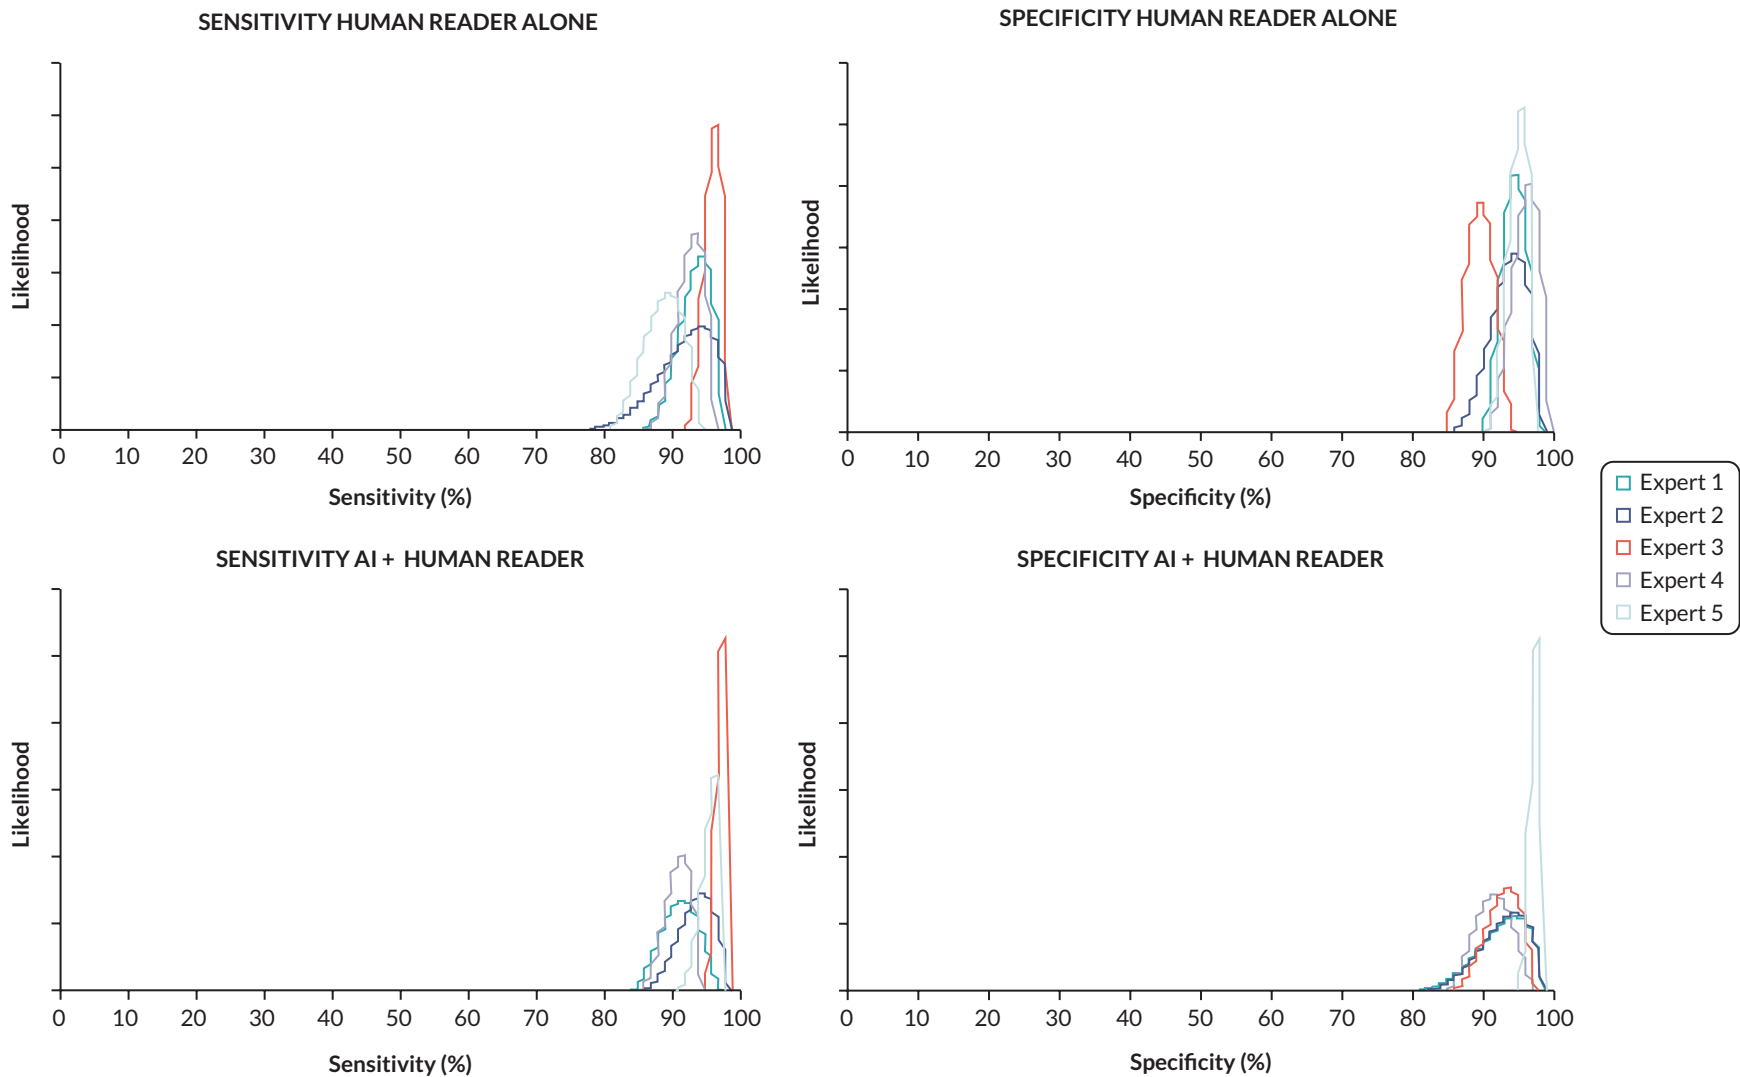 SENSITIVITY HUMAN READER ALONE
Likelihood
0 10 20 30 40 50 60 70 80 90 100
Sensitivity (%)
SPECIFICITY HUMAN READER ALONE
Likelihood
0 10 20 30 40 50 60 70 80 90 100
Specificity (%)
Expert 1
Expert 2
Expert 3
Expert 4
Expert 5
SENSITIVITY AI + HUMAN READER
Likelihood
0 10 20 30 40 50 60 70 80 90 100
Sensitivity (%)
SPECIFICITY AI + HUMAN READER
Likelihood
0 10 20 30 40 50 60 70 80 90 100
Specificity (%)